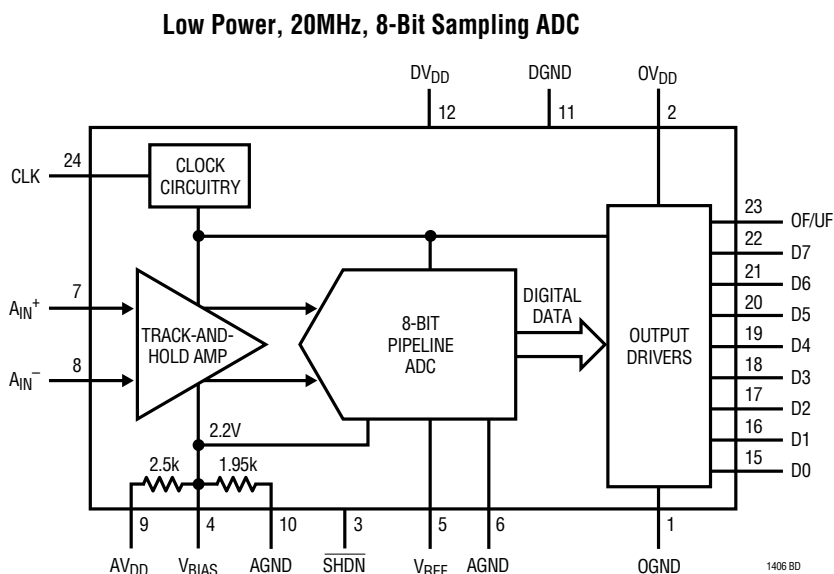 Low Power, 20MHz, 8-Bit Sampling ADC
DVDD
DGND
OVDD
12
11
2
CLK
24
CLOCK
CIRCUITRY
23
OF/UF
22
D7
21
D6
20
D5
19
D4
18
D3
17
D2
16
D1
15
D0
AIN+
7
AIN–
8
TRACK-AND-
HOLD AMP
8-BIT
PIPELINE
ADC
DIGITAL
DATA
OUTPUT
DRIVERS
2.2V
2.5k
1.95k
9
4
10
3
5
6
1
AVDD
VBIAS
AGND
SHDN
VREF
AGND
OGND
1406 BD